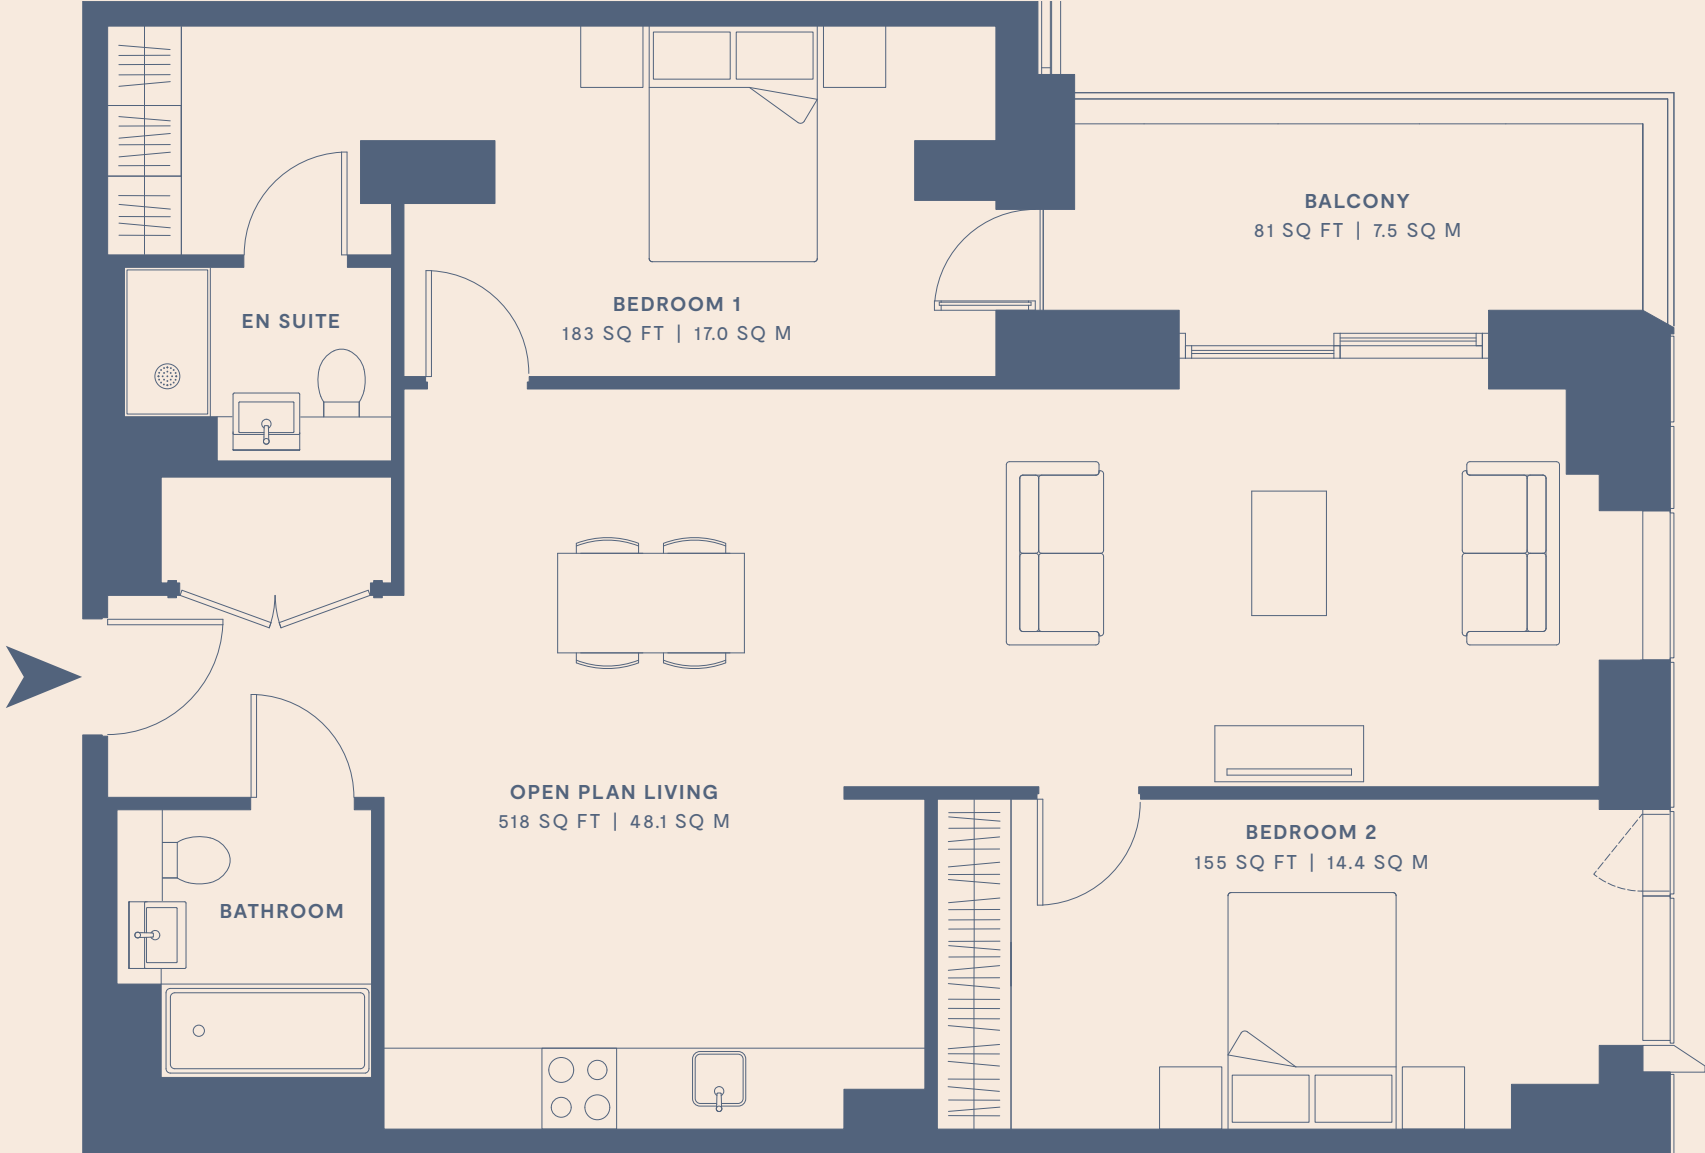 BALCONY
81 SQ FT | 7.5 SQ M
BEDROOM 1
183 SQ FT | 17.0 SQ M
EN SUITE
OPEN PLAN LIVING
518 SQ FT | 48.1 SQ M
BEDROOM 2
155 SQ FT | 14.4 SQ M
BATHROOM